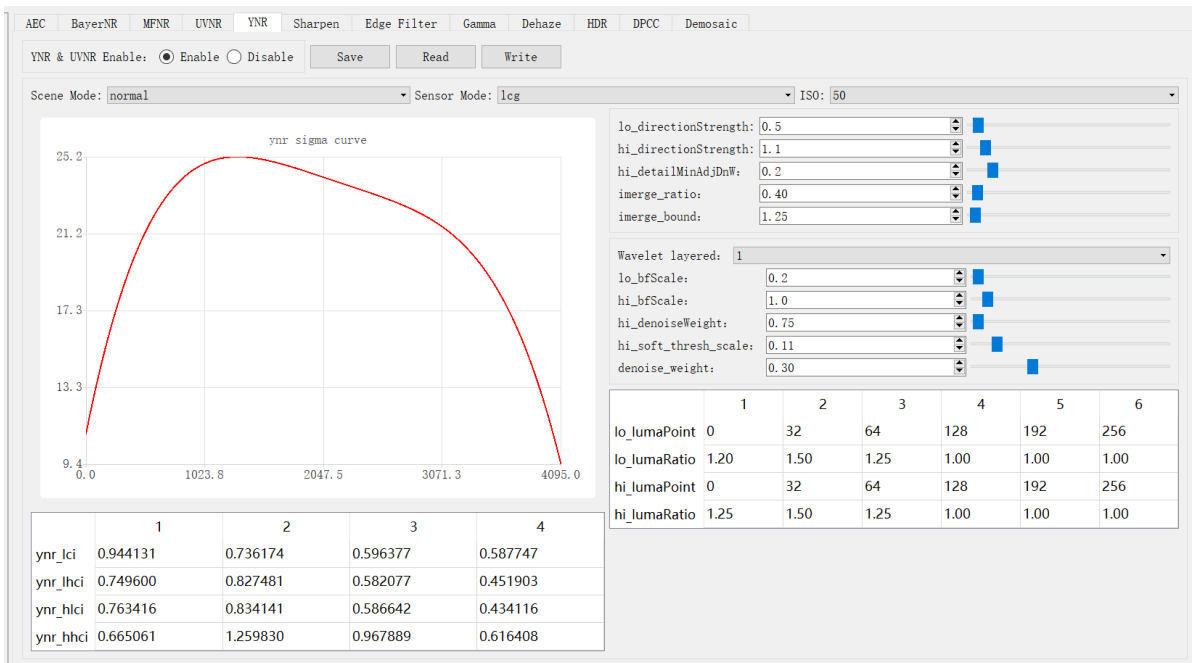 AEC BayerNR MFNR UVNR YNR Sharpen Edge Filter Gamma Dehaze HDR DPCC Demosaic
YNR & UVNR Enable: Enable Disable Save Read Write
Scene Mode: normal Sensor Mode: lcg ISO: 50
ynr sigma curve
25.2
21.2
17.3
13.3
9.4
0.0 1023.8 2047.5 3071.3 4095.0
1 2 3 4
ynr_lci 0.944131 0.736174 0.596377 0.587747
ynr_lhci 0.749600 0.827481 0.582077 0.451903
ynr_hlci 0.763416 0.834141 0.586642 0.434116
ynr_hhci 0.665061 1.259830 0.967889 0.616408
lo_directionStrength: 0.5
hi_directionStrength: 1.1
hi_detailMinAdjDnW: 0.2
imerge_ratio: 0.40
imerge_bound: 1.25
Wavelet layered: 1
lo_bfScale: 0.2
hi_bfScale: 1.0
hi_denoiseWeight: 0.75
hi_soft_thresh_scale: 0.11
denoise_weight: 0.30
1 2 3 4 5 6
lo_lumaPoint 0 32 64 128 192 256
lo_lumaRatio 1.20 1.50 1.25 1.00 1.00 1.00
hi_lumaPoint 0 32 64 128 192 256
hi_lumaRatio 1.25 1.50 1.25 1.00 1.00 1.00